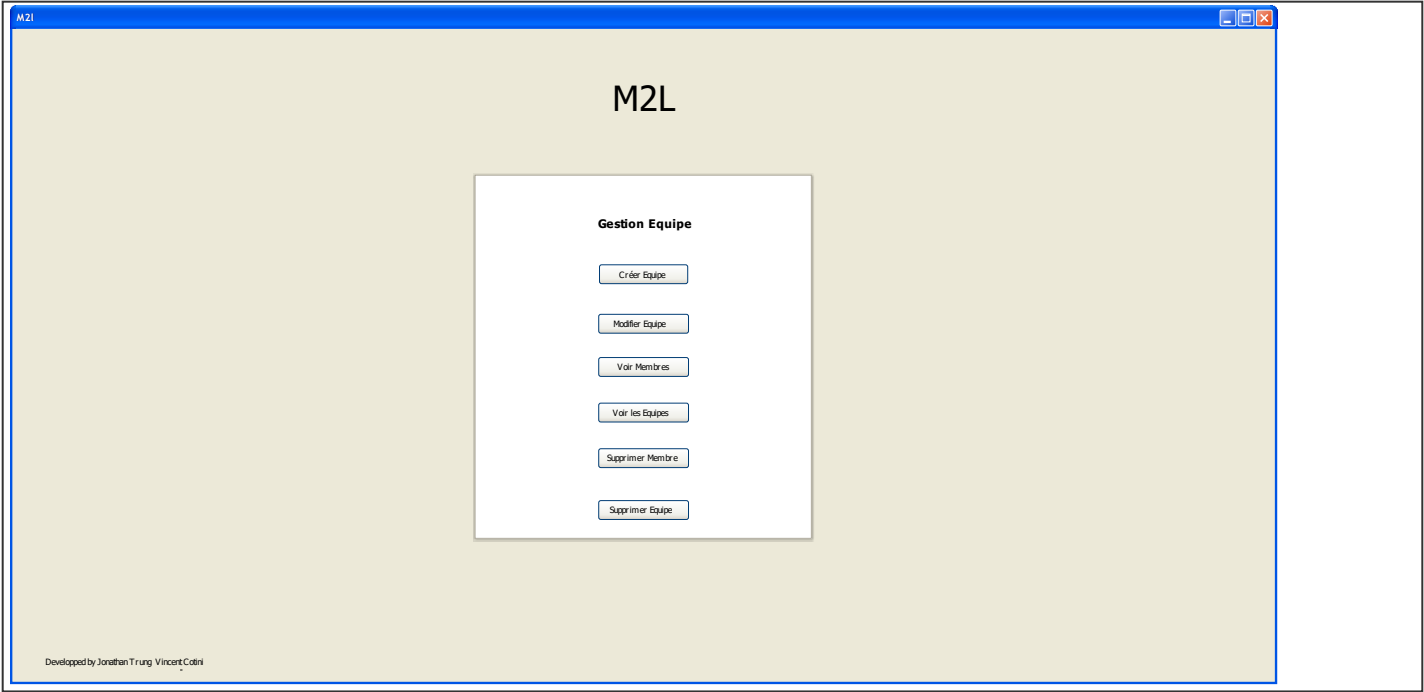 M2l
M2L
Gestion Equipe
Créer Equipe
Modifier Equipe
Voir Membres
Voir les Equipes
Supprimer Membre
Supprimer Equipe
Developped by Jonathan Trung Vincent Cotini